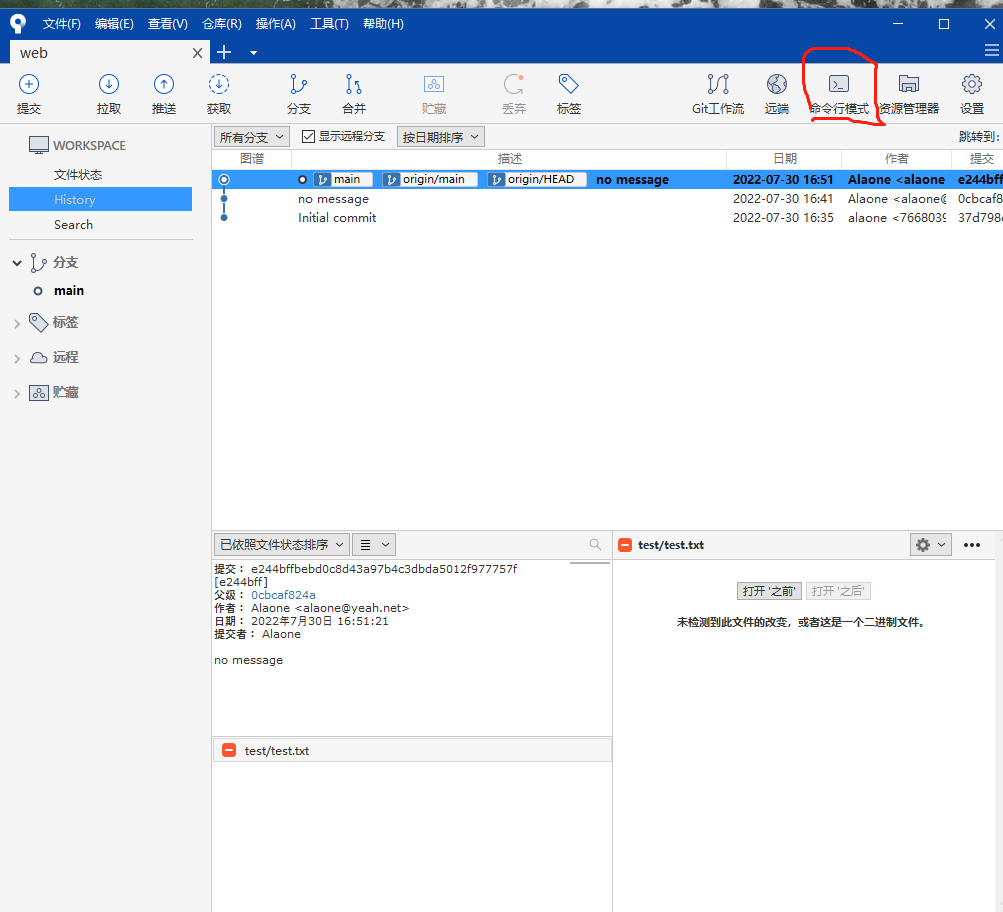 文件(F) 编辑(E) 查看(V) 仓库(R) 操作(A) 工具(T) 帮助(H)
web
提交 拉取 推送 获取 分支 合并 贮藏 丢弃 标签 Git工作流 远端 命令行模式 资源管理器 设置
所有分支 显示远程分支 按日期排序 跳转到:
图谱 描述 日期 作者 提交
main origin/main origin/HEAD no message 2022-07-30 16:51 Alaone <alaone e244bff
no message 2022-07-30 16:41 Alaone <alaone@ 0cbcaf8
Initial commit 2022-07-30 16:35 alaone <7668039 37d798
WORKSPACE
文件状态
History
Search
分支
main
标签
远程
贮藏
已依照文件状态排序
提交: e244bffbebd0c8d43a97b4c3dbda5012f977757f
[e244bff]
父级: 0cbcaf824a
作者: Alaone <alaone@yeah.net>
日期: 2022年7月30日 16:51:21
提交者: Alaone
no message
test/test.txt
test/test.txt
打开 '之前' 打开 '之后'
未检测到此文件的改变，或者这是一个二进制文件。